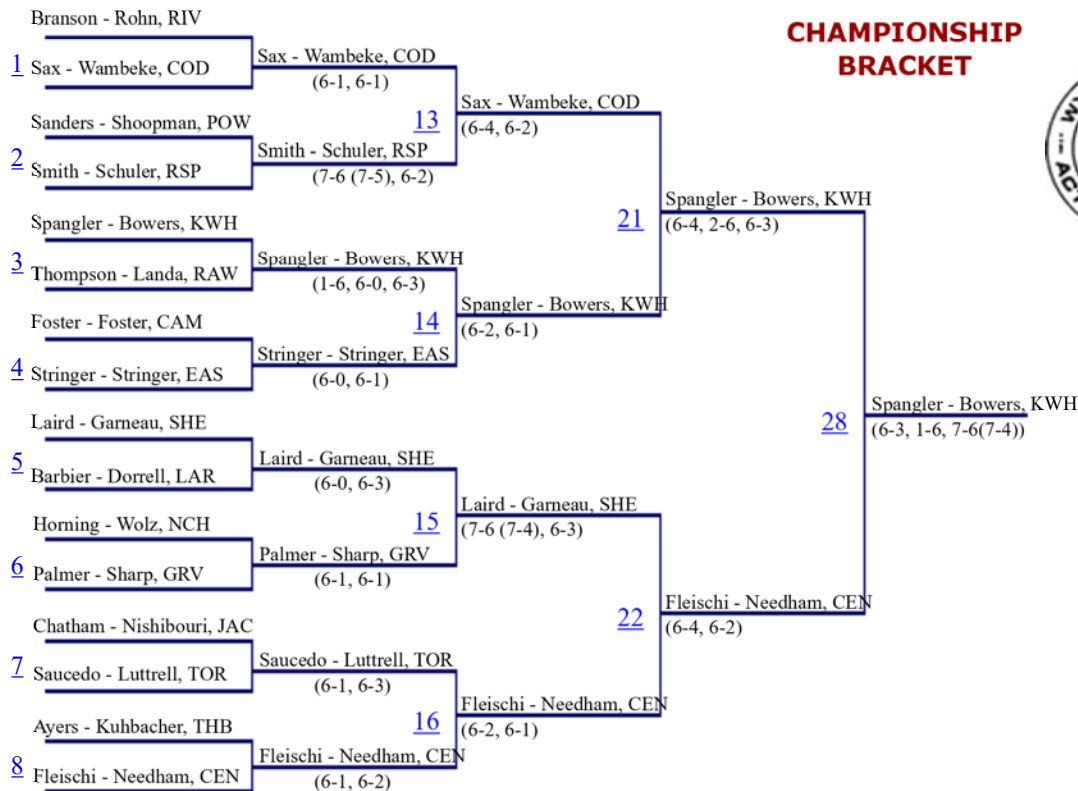 CHAMPIONSHIP
BRACKET
Branson - Rohn, RIV
1
Sax - Wambeke, COD
Sanders - Shoopman, POW
2
Smith - Schuler, RSP
Spangler - Bowers, KWH
3
Thompson - Landa, RAW
Foster - Foster, CAM
4
Stringer - Stringer, EAS
Laird - Garneau, SHE
5
Barbier - Dorrell, LAR
Horning - Wolz, NCH
6
Palmer - Sharp, GRV
Chatham - Nishibouri, JAC
7
Saucedo - Luttrell, TOR
Ayers - Kuhbacher, THB
8
Fleischi - Needham, CEN
Sax - Wambeke, COD
(6-1, 6-1)
13
Smith - Schuler, RSP
(7-6 (7-5), 6-2)
Spangler - Bowers, KWH
(1-6, 6-0, 6-3)
14
Stringer - Stringer, EAS
(6-0, 6-1)
Laird - Garneau, SHE
(6-0, 6-3)
15
Palmer - Sharp, GRV
(6-1, 6-1)
Saucedo - Luttrell, TOR
(6-1, 6-3)
16
Fleischi - Needham, CEN
(6-1, 6-2)
Sax - Wambeke, COD
(6-4, 6-2)
21
Spangler - Bowers, KWH
(6-2, 6-1)
Laird - Garneau, SHE
(7-6 (7-4), 6-3)
22
Fleischi - Needham, CEN
(6-2, 6-1)
Spangler - Bowers, KWH
(6-4, 2-6, 6-3)
28
Fleischi - Needham, CEN
(6-4, 6-2)
Spangler - Bowers, KWH
(6-3, 1-6, 7-6(7-4))